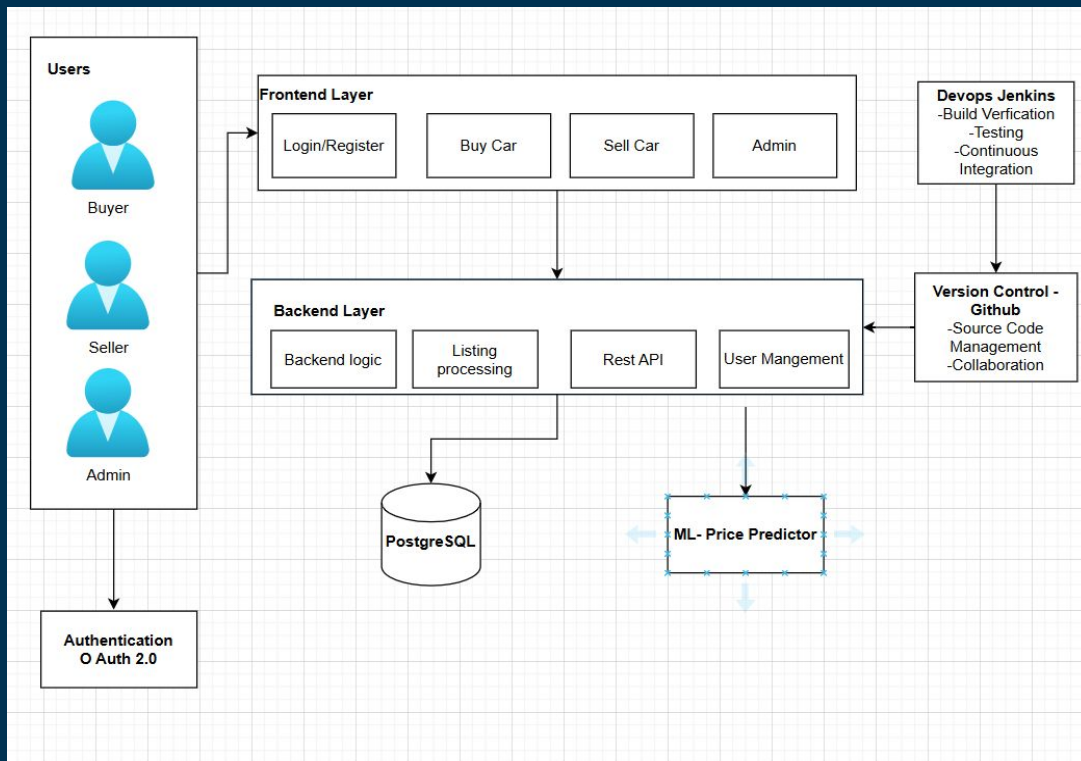 Users
Buyer
Seller
Admin
Authentication
O Auth 2.0
Frontend Layer
Login/Register
Buy Car
Sell Car
Admin
Backend Layer
Backend logic
Listing
processing
Rest API
User Mangement
PostgreSQL
ML- Price Predictor
Devops Jenkins
-Build Verfication
-Testing
-Continuous
Integration
Version Control -
Github
-Source Code
Management
-Collaboration